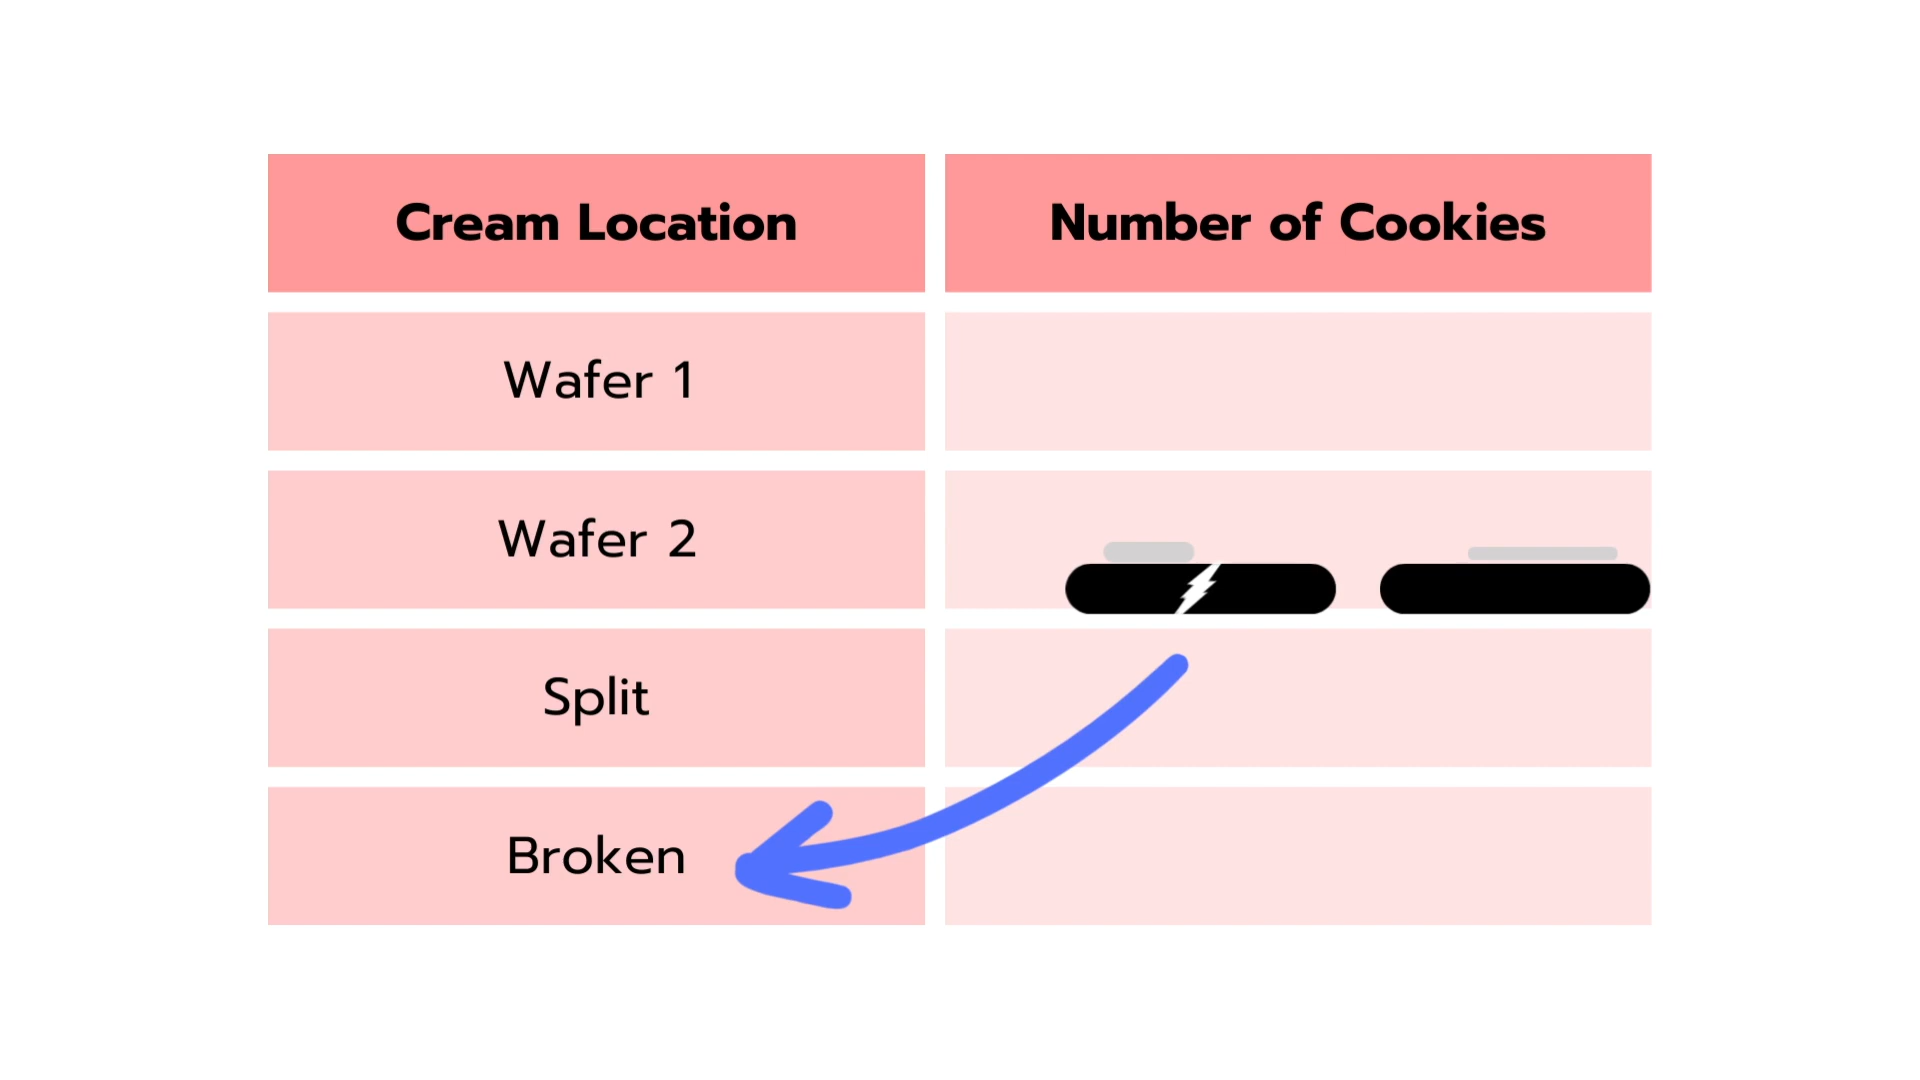 Cream Location
Number of Cookies
Wafer 1
Wafer 2
Split
Broken